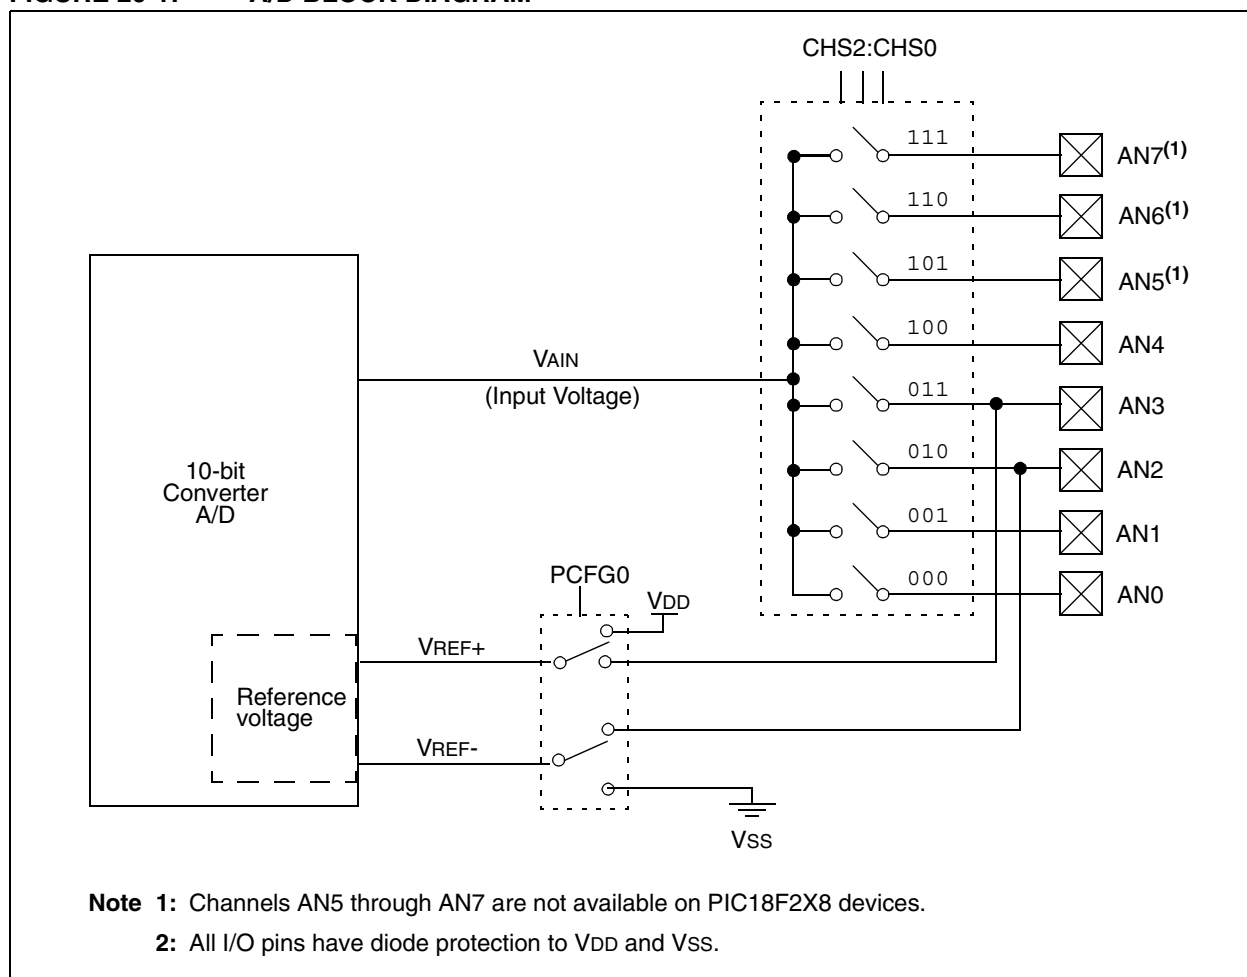 CHS2:CHS0
111
AN7(1)
110
AN6(1)
101
AN5(1)
100
AN4
VAIN
(Input Voltage)
011
AN3
010
AN2
10-bit
Converter
A/D
001
AN1
000
AN0
PCFG0
VDD
VREF+
Reference
voltage
VREF-
VSS
Note 1: Channels AN5 through AN7 are not available on PIC18F2X8 devices.
2: All I/O pins have diode protection to VDD and VSS.